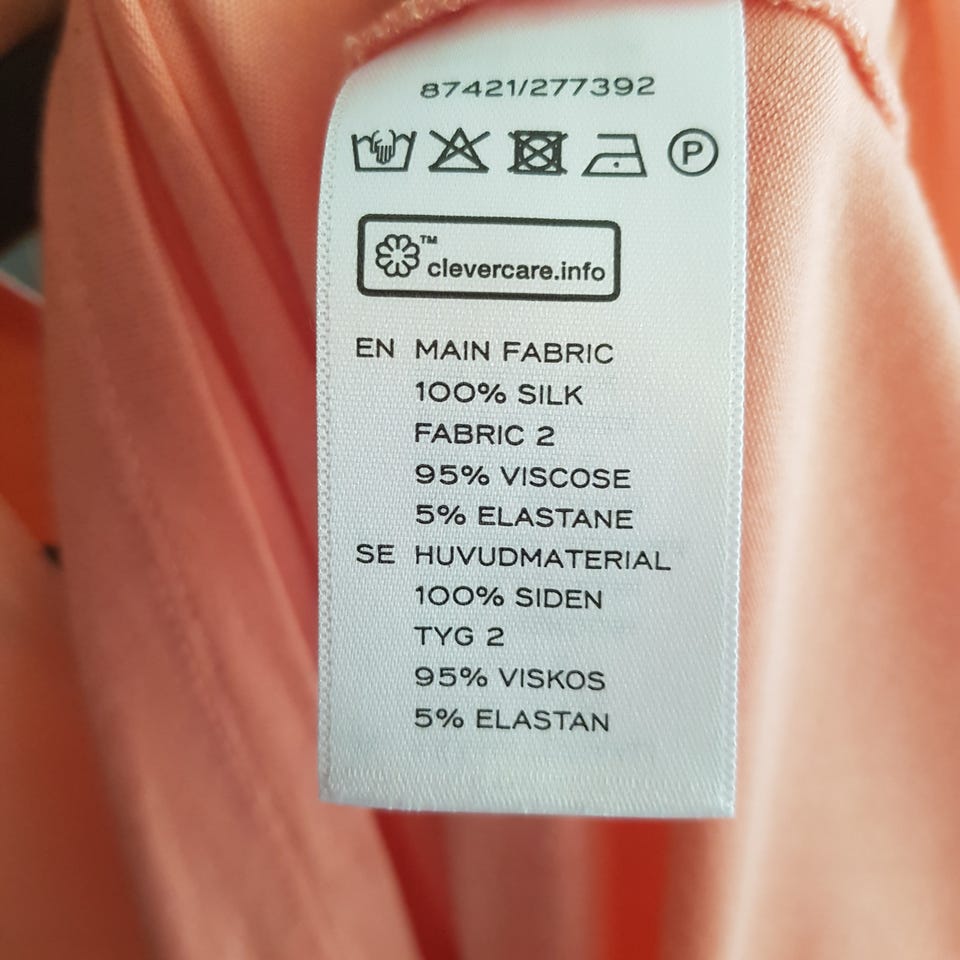 87421/277392
P
™
clevercare.info
EN MAIN FABRIC
100% SILK
FABRIC 2
95% VISCOSE
5% ELASTANE
SE HUVUDMATERIAL
100% SIDEN
TYG 2
95% VISKOS
5% ELASTAN